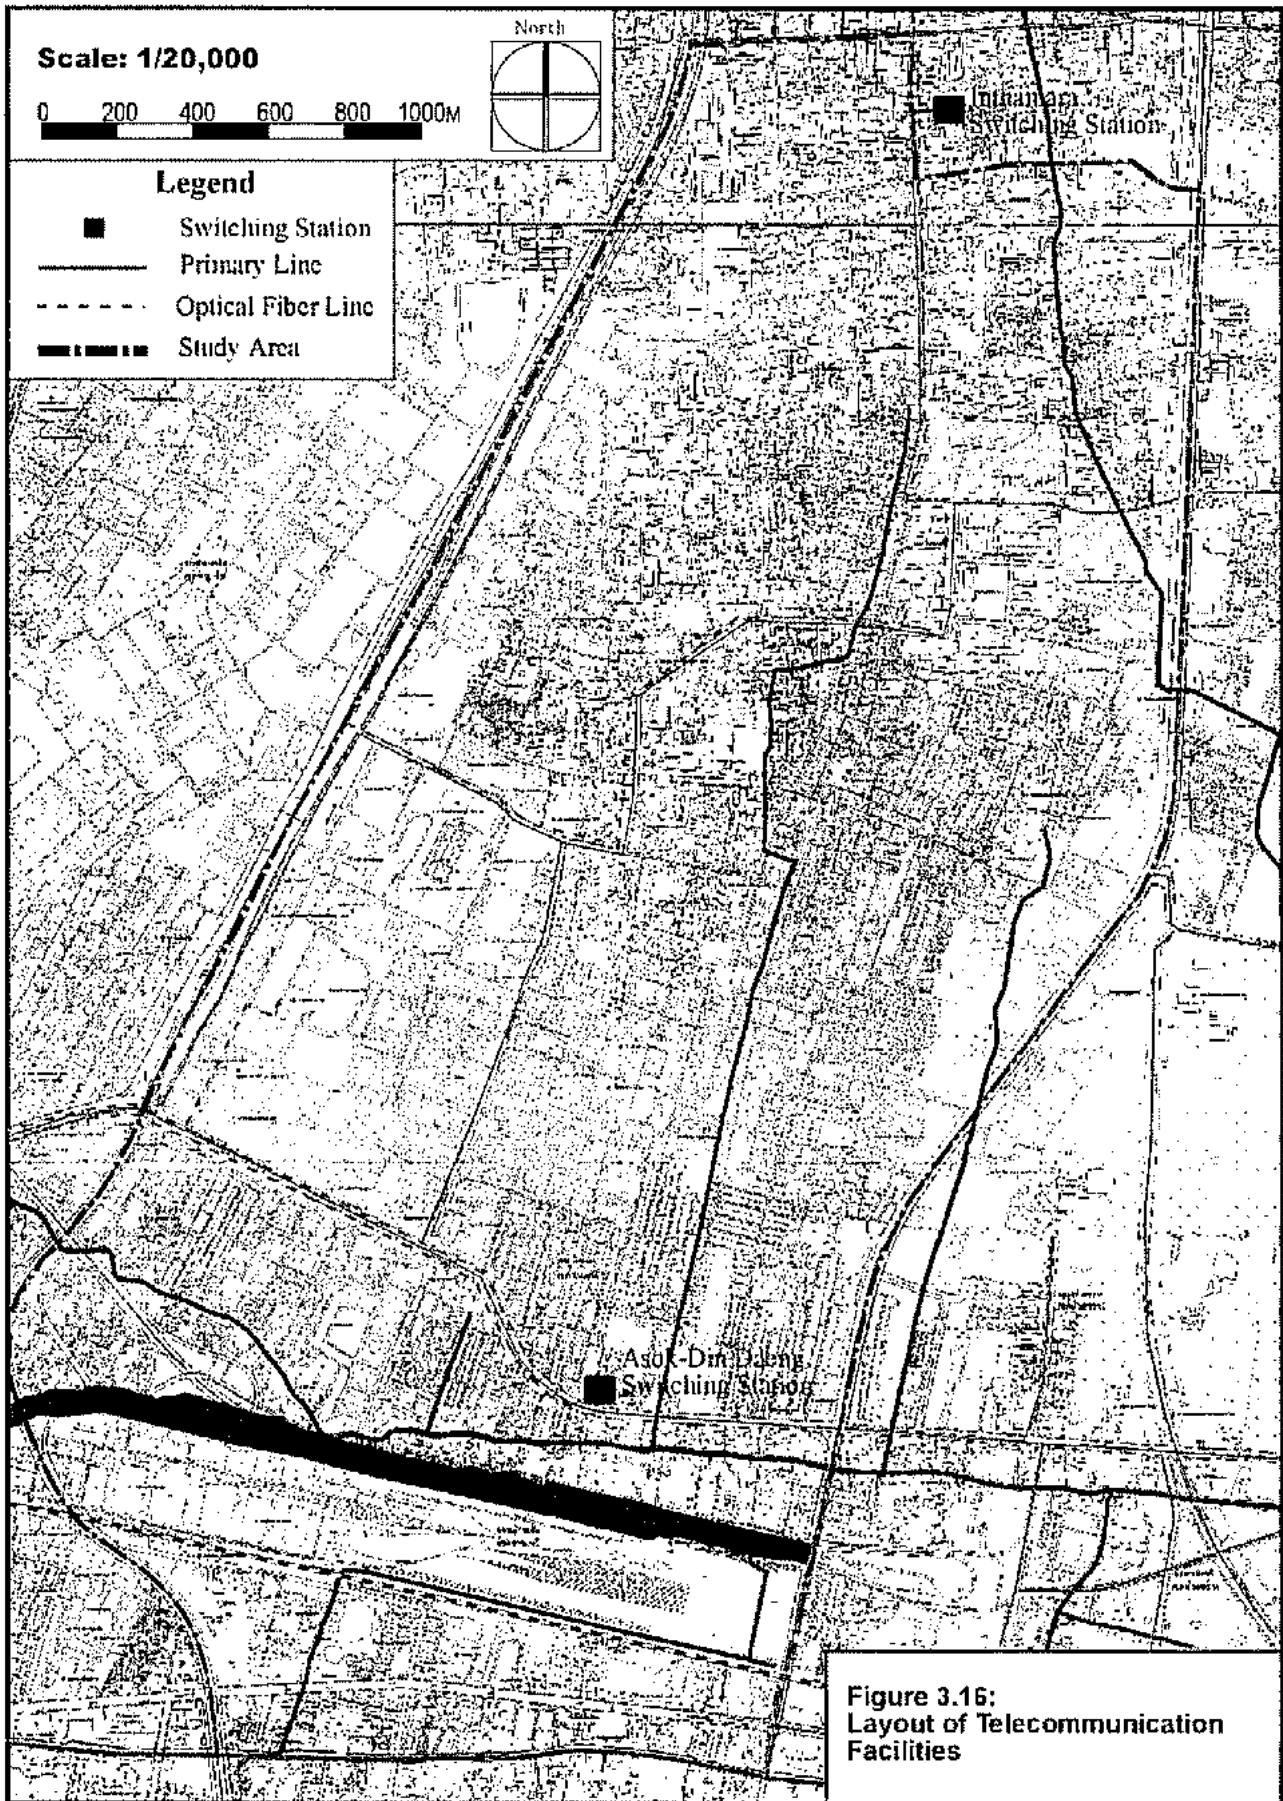 Scale: 1/20,000
North
0 200 400 600 800 1000M
Legend
Switching Station
Primary Line
Optical Fiber Line
Study Area
Switching Station
Asok-Din Daeng
Switching Station
Figure 3.16:
Layout of Telecommunication
Facilities